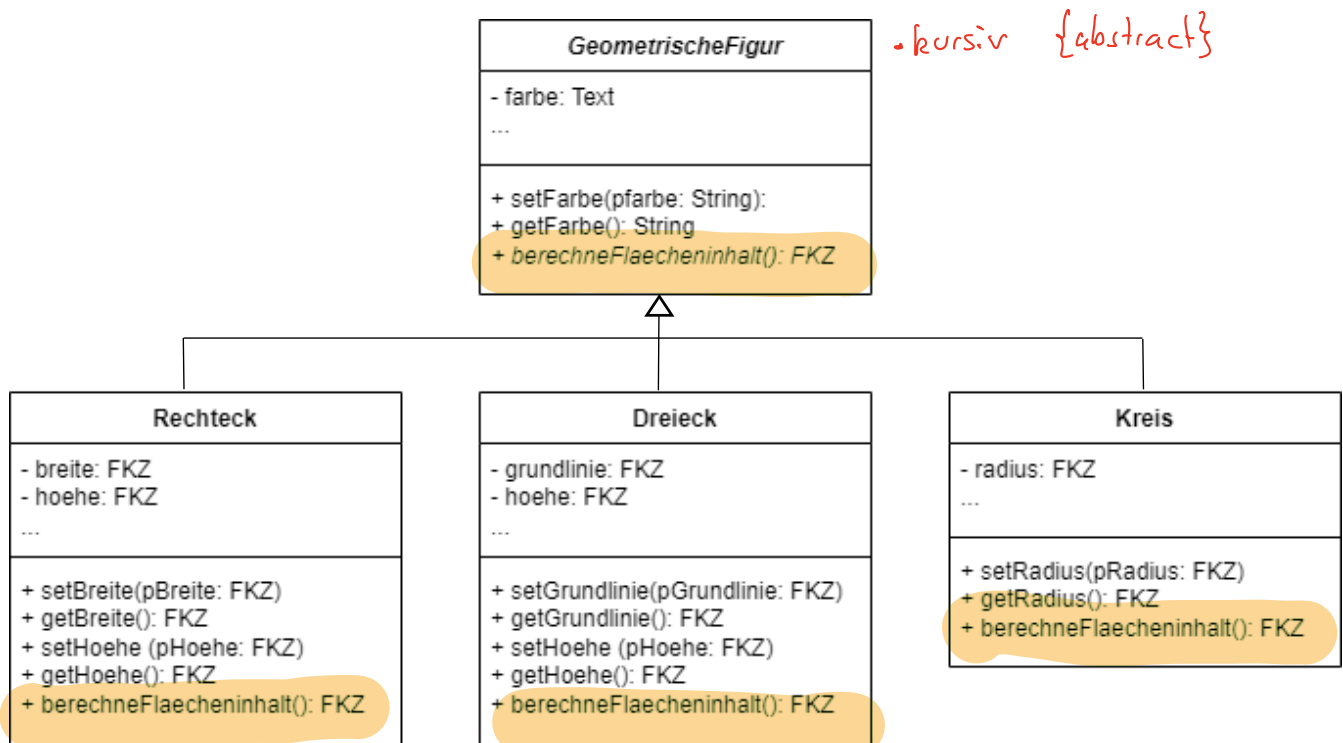 GeometrischeFigur
• kursiv {abstract}
- farbe: Text
...
+ setFarbe(pfarbe: String):
+ getFarbe(): String
+ berechneFlaecheninhalt(): FKZ
Rechteck
- breite: FKZ
- hoehe: FKZ
...
+ setBreite(pBreite: FKZ)
+ getBreite(): FKZ
+ setHoehe (pHoehe: FKZ)
+ getHoehe(): FKZ
+ berechneFlaecheninhalt(): FKZ
Dreieck
- grundlinie: FKZ
- hoehe: FKZ
...
+ setGrundlinie(pGrundlinie: FKZ)
+ getGrundlinie(): FKZ
+ setHoehe (pHoehe: FKZ)
+ getHoehe(): FKZ
+ berechneFlaecheninhalt(): FKZ
Kreis
- radius: FKZ
...
+ setRadius(pRadius: FKZ)
+ getRadius(): FKZ
+ berechneFlaecheninhalt(): FKZ